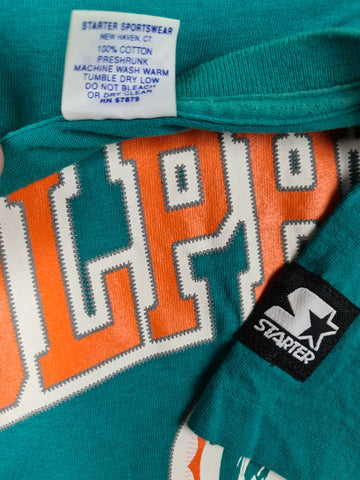 STARTER SPORTSWEAR
NEW HAVEN, CT
100% COTTON
PRESHRUNK
MACHINE WASH WARM
TUMBLE DRY LOW
DO NOT BLEACH
OR DRY CLEAN
RN 67879
OLPH
STARTER